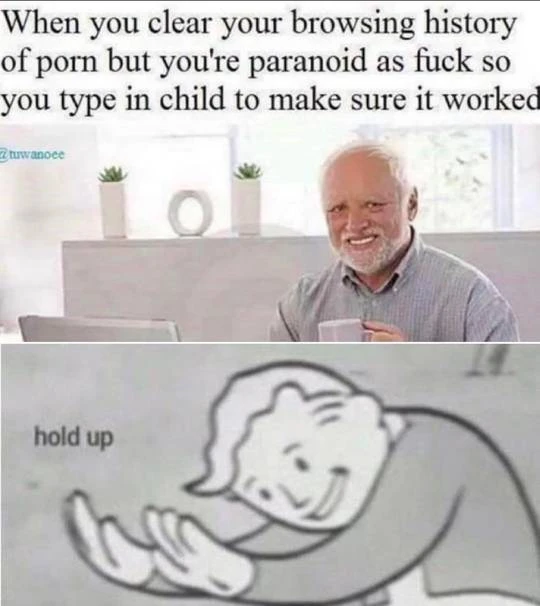 When you clear your browsing history
of porn but you're paranoid as fuck so
you type in child to make sure it worked
@tuwanoee
hold up